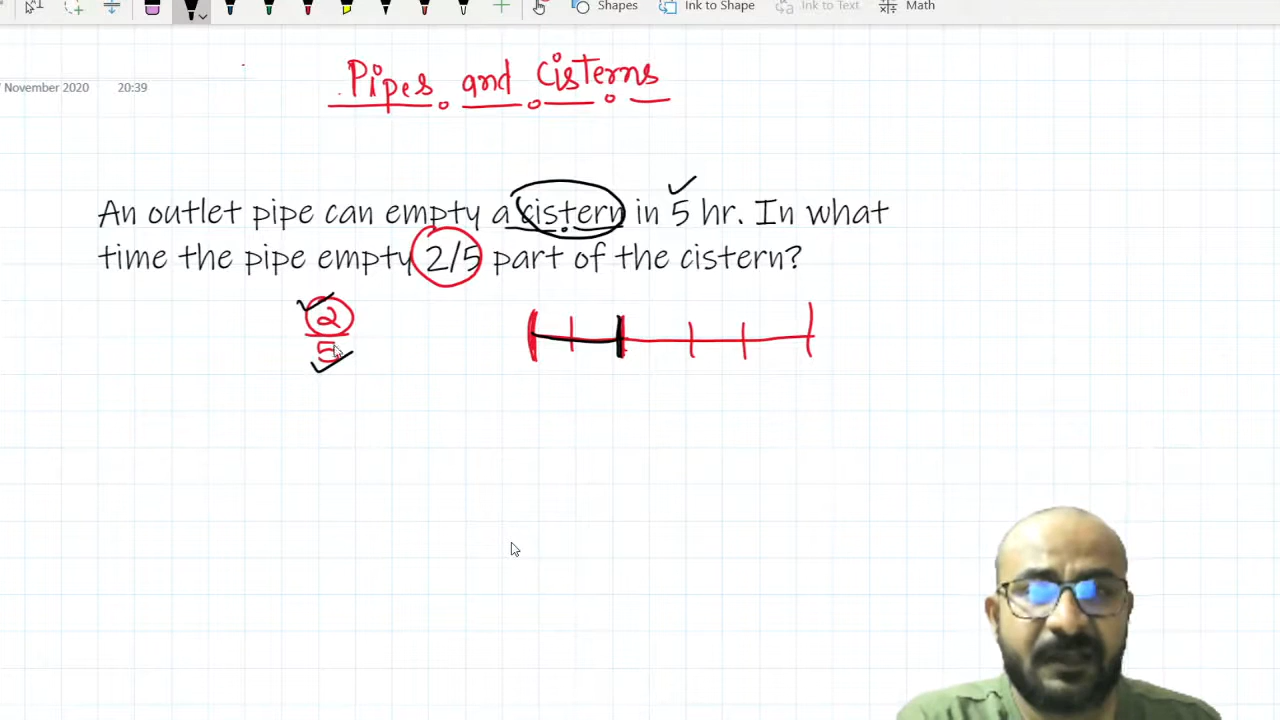 Shapes Ink to Shape Ink to Text Math
November 2020 20:39
Pipes and Cisterns
An outlet pipe can empty a cistern in 5 hr. In what
time the pipe empty 2/5 part of the cistern?
2
5